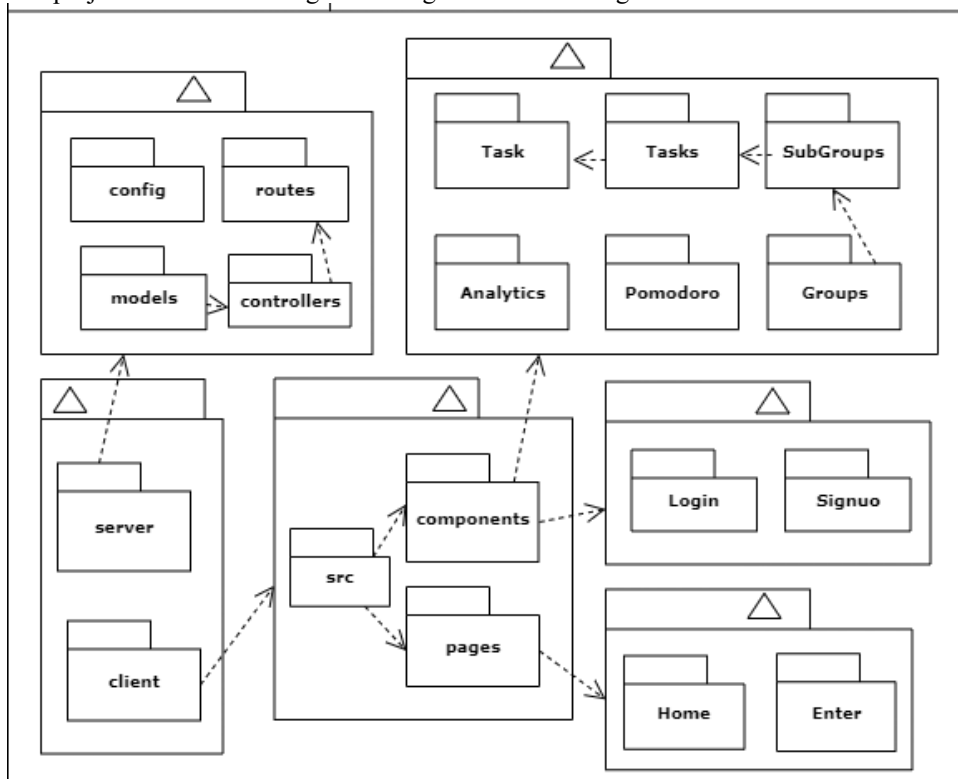 Task
Tasks
SubGroups
config
routes
Analytics
Pomodoro
Groups
models
controllers
Login
Signuo
server
components
src
pages
client
Home
Enter